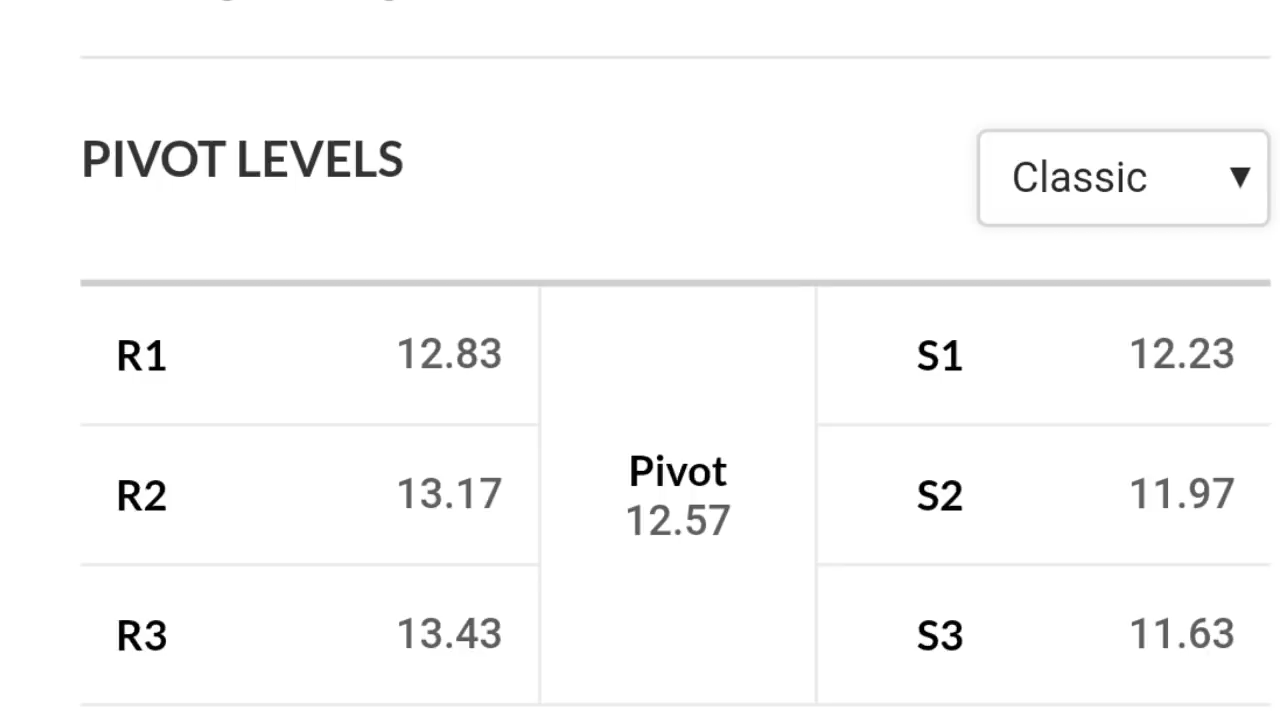 PIVOT LEVELS
Classic
R1 12.83
S1 12.23
Pivot
12.57
R2 13.17
S2 11.97
R3 13.43
S3 11.63